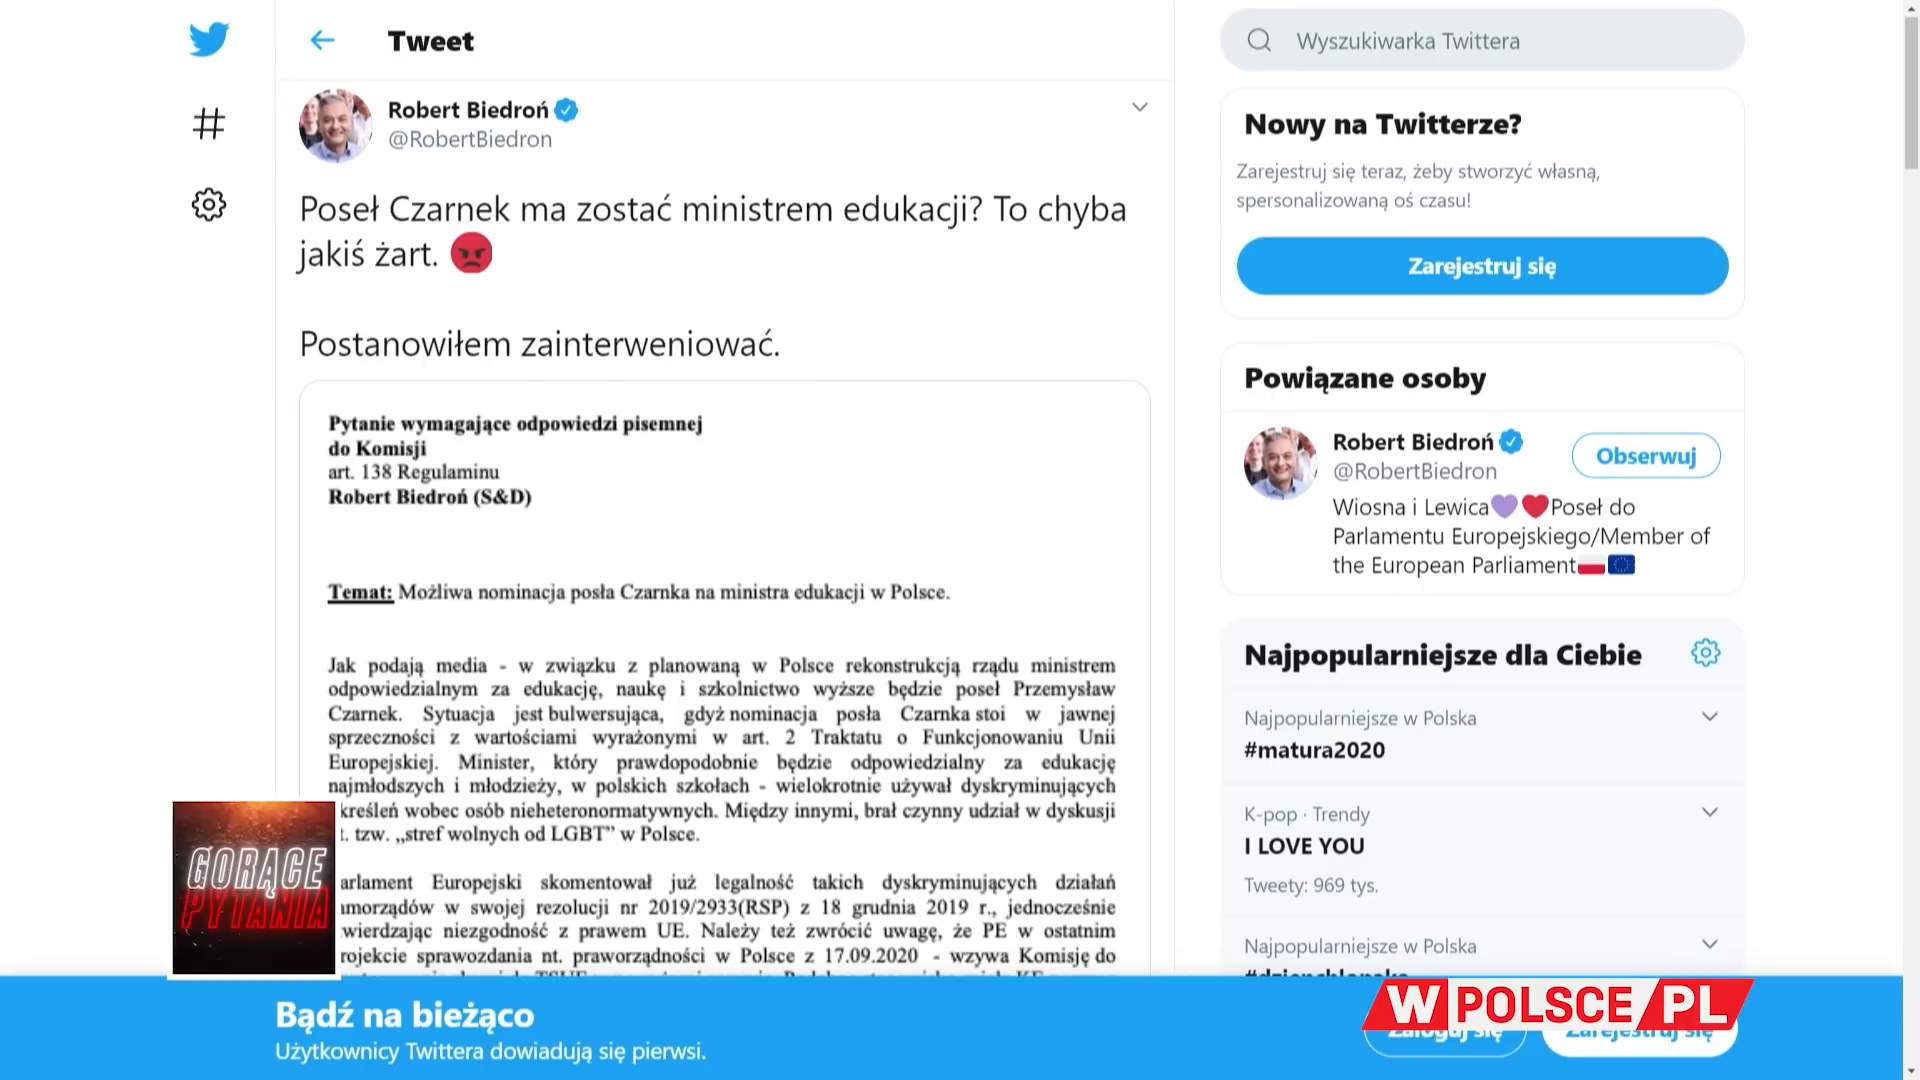 Tweet
Robert Biedroń
@RobertBiedron
Poseł Czarnek ma zostać ministrem edukacji? To chyba
jakiś żart. 😡
Postanowiłem zainterweniować.
Pytanie wymagające odpowiedzi pisemnej
do Komisji
art. 138 Regulaminu
Robert Biedroń (S&D)
Temat: Możliwa nominacja posła Czarnka na ministra edukacji w Polsce.
Jak podają media - w związku z planowaną w Polsce rekonstrukcją rządu ministrem
odpowiedzialnym za edukację, naukę i szkolnictwo wyższe będzie poseł Przemysław
Czarnek. Sytuacja jest bulwersująca, gdyż nominacja posła Czarnka stoi w jawnej
sprzeczności z wartościami wyrażonymi w art. 2 Traktatu o Funkcjonowaniu Unii
Europejskiej. Minister, który prawdopodobnie będzie odpowiedzialny za edukację
najmłodszych i młodzieży, w polskich szkołach - wielokrotnie używał dyskryminujących
kreśleń wobec osób nieheteronormatywnych. Między innymi, brał czynny udział w dyskusji
t. tzw. „stref wolnych od LGBT” w Polsce.
arlament Europejski skomentował już legalność takich dyskryminujących działań
morządów w swojej rezolucji nr 2019/2933(RSP) z 18 grudnia 2019 r., jednocześnie
wierdzając niezgodność z prawem UE. Należy też zwrócić uwagę, że PE w ostatnim
rojekcie sprawozdania nt. praworządności w Polsce z 17.09.2020 - wzywa Komisję do
GORĄCE
PYTANIA
Wyszukiwarka Twittera
Nowy na Twitterze?
Zarejestruj się teraz, żeby stworzyć własną,
spersonalizowaną oś czasu!
Zarejestruj się
Powiązane osoby
Robert Biedroń
@RobertBiedron
Obserwuj
Wiosna i Lewica💜❤️Poseł do
Parlamentu Europejskiego/Member of
the European Parliament🇵🇱🇪🇺
Najpopularniejsze dla Ciebie
Najpopularniejsze w Polska
#matura2020
K-pop · Trendy
I LOVE YOU
Tweety: 969 tys.
Najpopularniejsze w Polska
Bądź na bieżąco
Użytkownicy Twittera dowiadują się pierwsi.
WPOLSCE/PL
Zaloguj się
Zarejestruj się